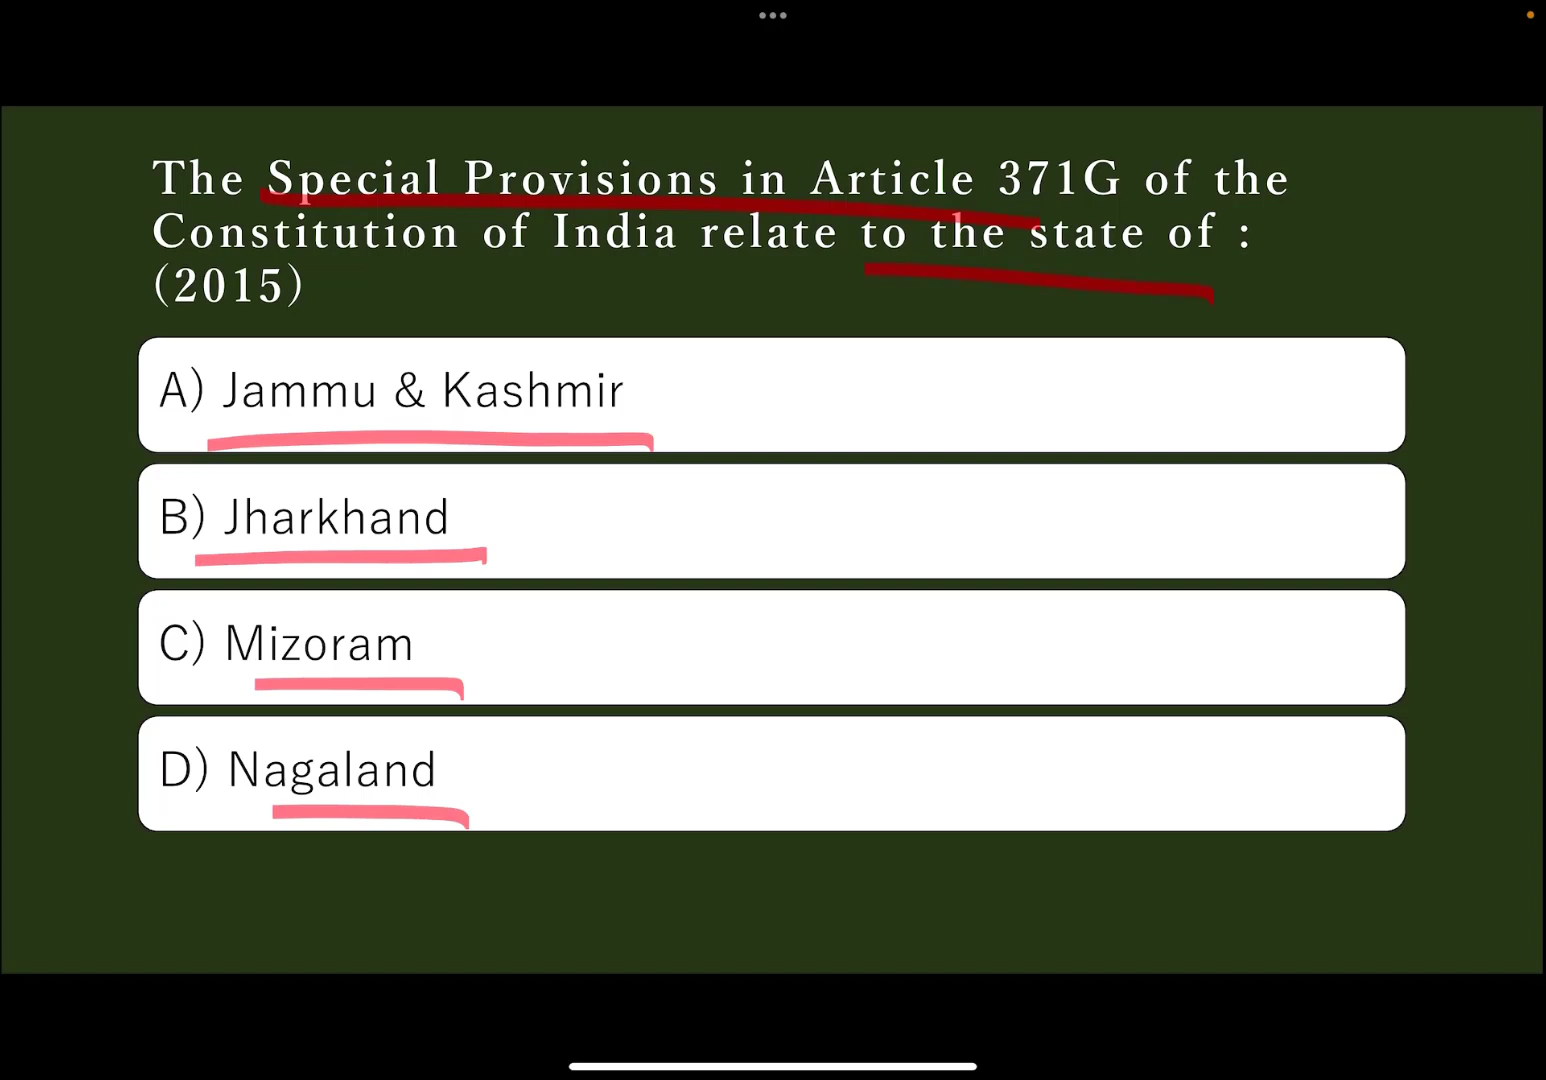 The Special Provisions in Article 371G of the
Constitution of India relate to the state of :
(2015)
A) Jammu & Kashmir
B) Jharkhand
C) Mizoram
D) Nagaland